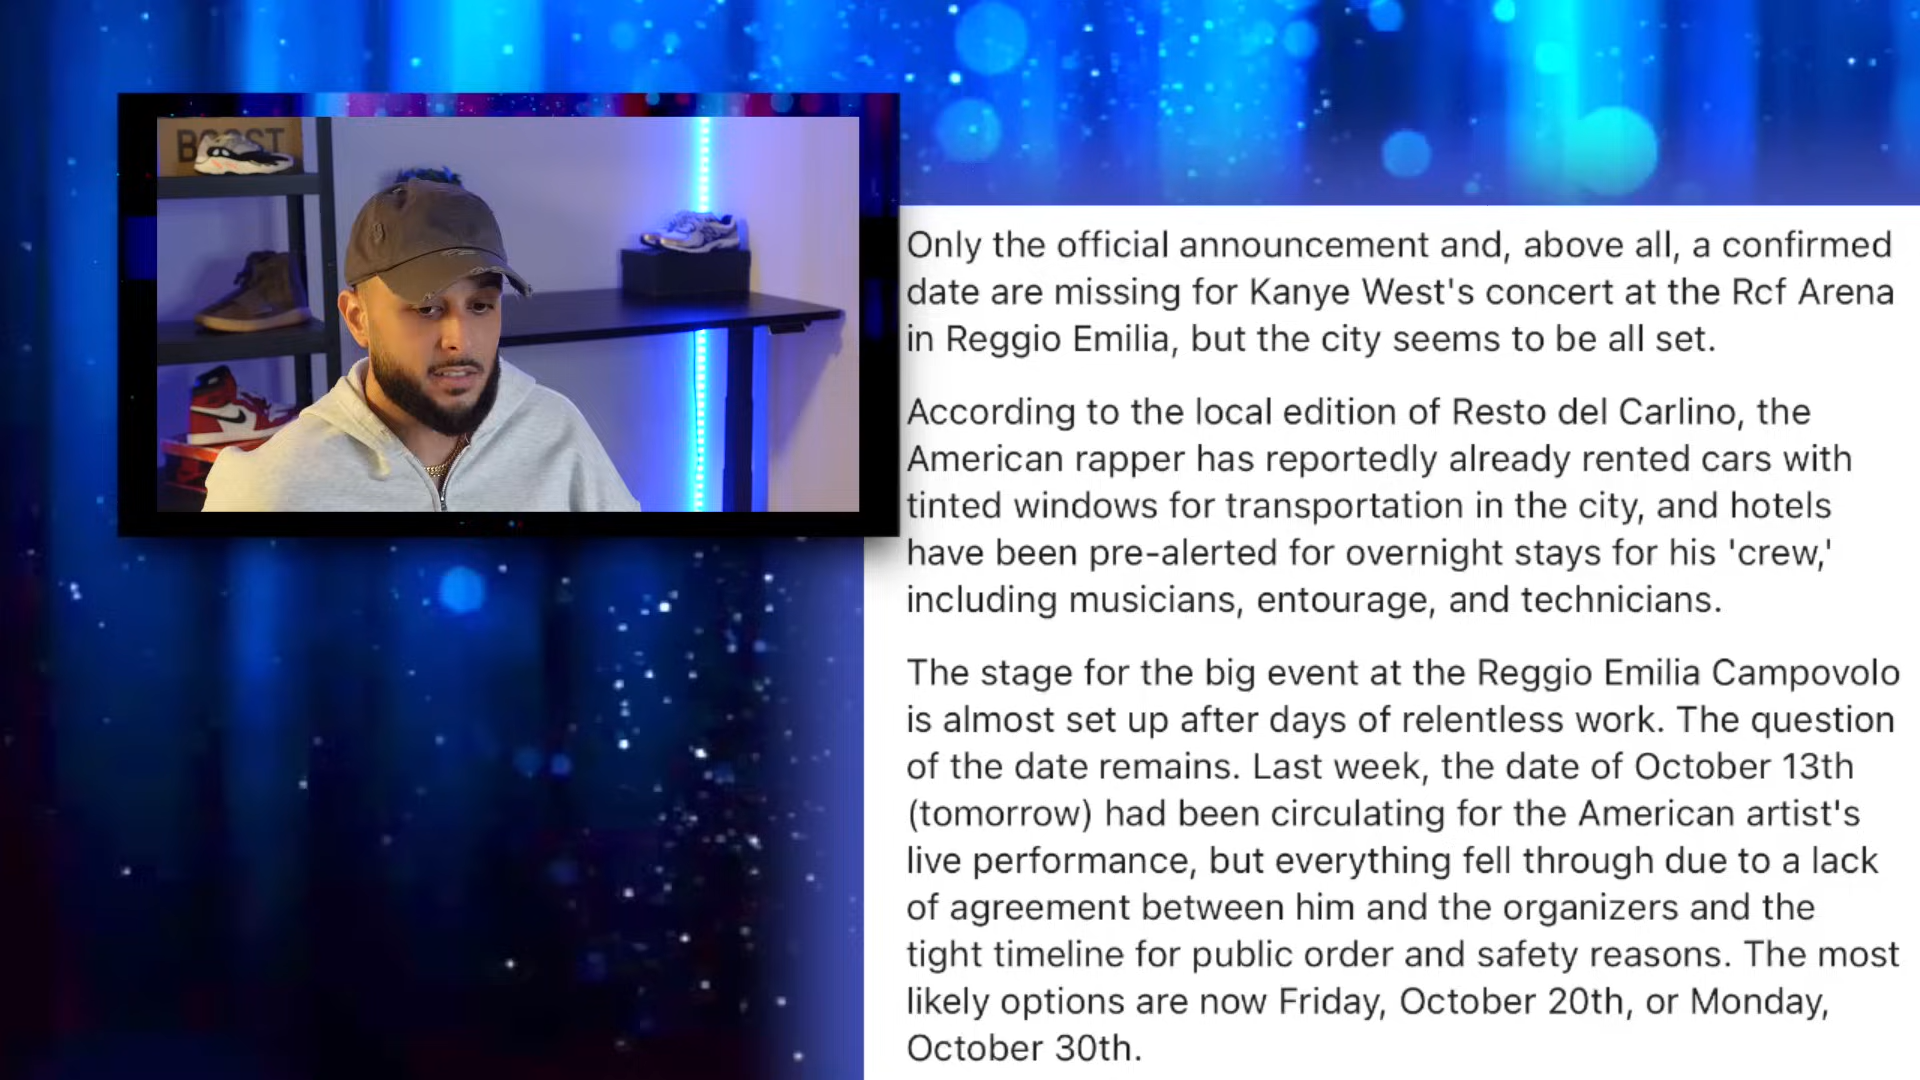 BOOST
Only the official announcement and, above all, a confirmed
date are missing for Kanye West's concert at the Rcf Arena
in Reggio Emilia, but the city seems to be all set.
According to the local edition of Resto del Carlino, the
American rapper has reportedly already rented cars with
tinted windows for transportation in the city, and hotels
have been pre-alerted for overnight stays for his 'crew,'
including musicians, entourage, and technicians.
The stage for the big event at the Reggio Emilia Campovolo
is almost set up after days of relentless work. The question
of the date remains. Last week, the date of October 13th
(tomorrow) had been circulating for the American artist's
live performance, but everything fell through due to a lack
of agreement between him and the organizers and the
tight timeline for public order and safety reasons. The most
likely options are now Friday, October 20th, or Monday,
October 30th.